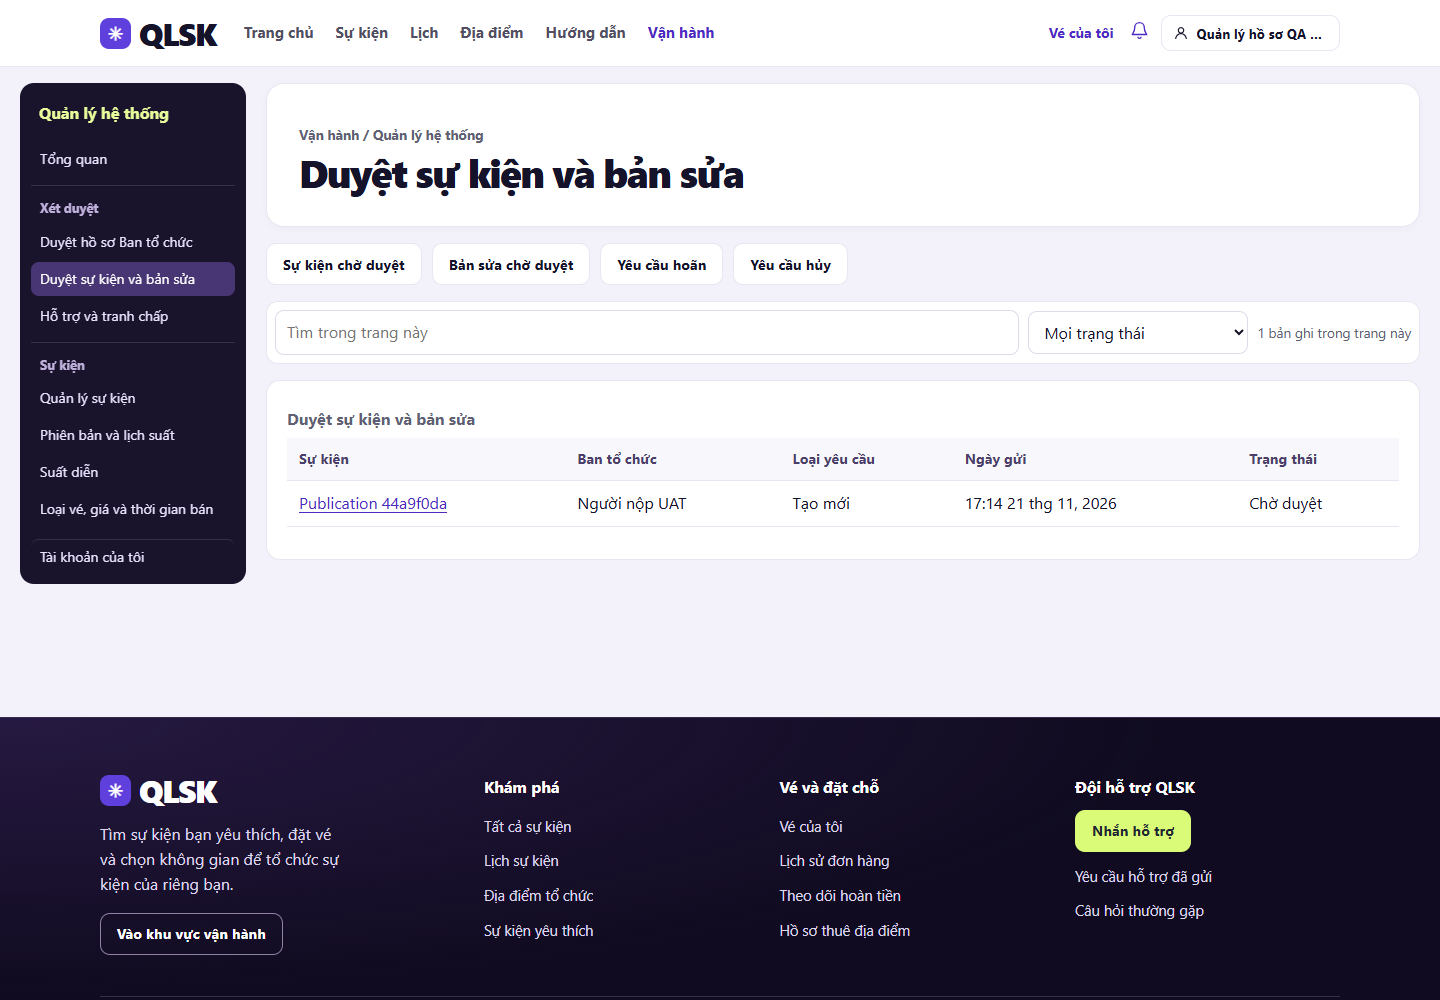 QLSK
Trang chủ Sự kiện Lịch Địa điểm Hướng dẫn Vận hành
Vé của tôi
Quản lý hồ sơ QA ...
Quản lý hệ thống
Tổng quan
Xét duyệt
Duyệt hồ sơ Ban tổ chức
Duyệt sự kiện và bản sửa
Hỗ trợ và tranh chấp
Sự kiện
Quản lý sự kiện
Phiên bản và lịch suất
Suất diễn
Loại vé, giá và thời gian bán
Tài khoản của tôi
Vận hành / Quản lý hệ thống
Duyệt sự kiện và bản sửa
Sự kiện chờ duyệt Bản sửa chờ duyệt Yêu cầu hoãn Yêu cầu hủy
Tìm trong trang này Mọi trạng thái 1 bản ghi trong trang này
Duyệt sự kiện và bản sửa
Sự kiện Ban tổ chức Loại yêu cầu Ngày gửi Trạng thái
Publication 44a9f0da Người nộp UAT Tạo mới 17:14 21 thg 11, 2026 Chờ duyệt
QLSK
Tìm sự kiện bạn yêu thích, đặt vé
và chọn không gian để tổ chức sự
kiện của riêng bạn.
Vào khu vực vận hành
Khám phá
Tất cả sự kiện
Lịch sự kiện
Địa điểm tổ chức
Sự kiện yêu thích
Vé và đặt chỗ
Vé của tôi
Lịch sử đơn hàng
Theo dõi hoàn tiền
Hồ sơ thuê địa điểm
Đội hỗ trợ QLSK
Nhắn hỗ trợ
Yêu cầu hỗ trợ đã gửi
Câu hỏi thường gặp